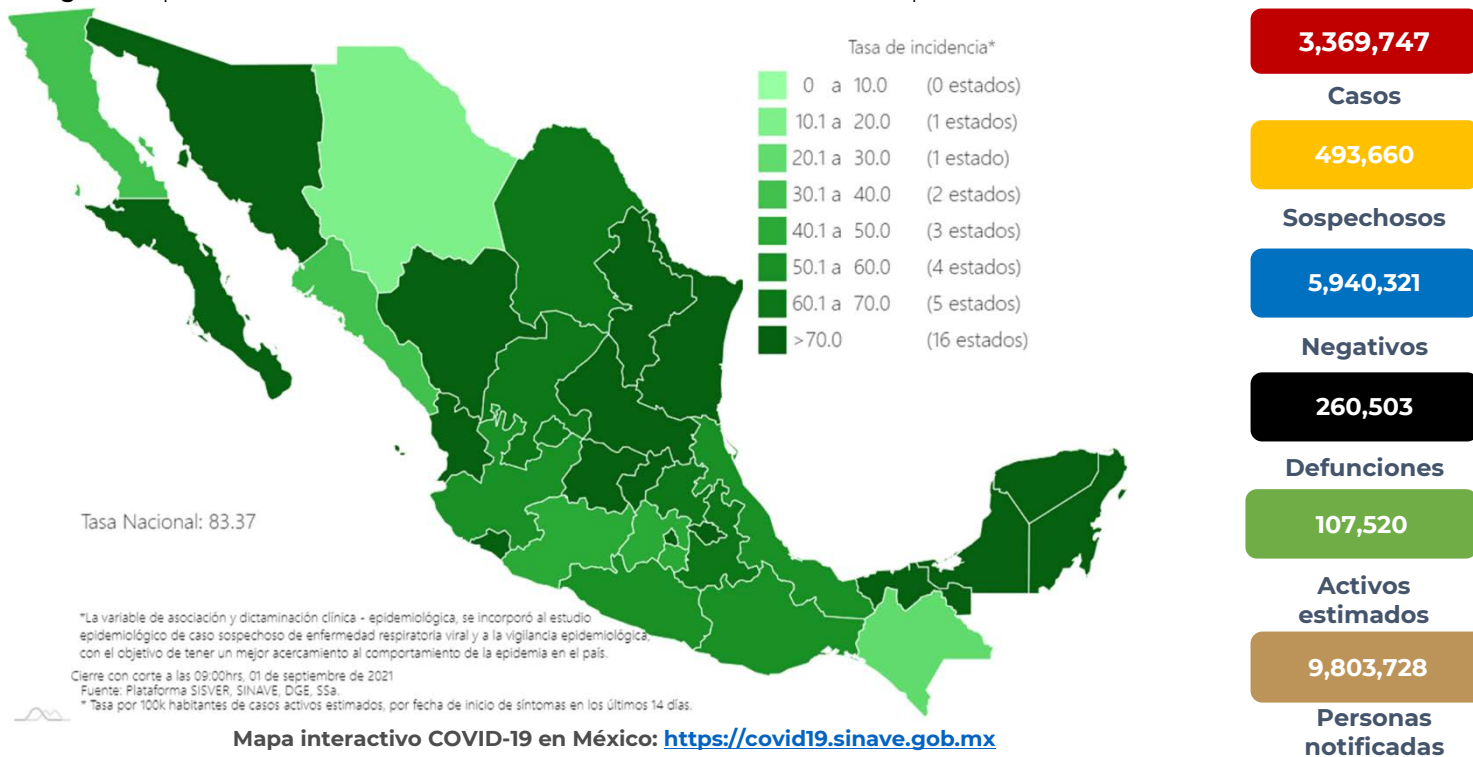 Tasa de incidencia*
0 a 10.0 (0 estados)
10.1 a 20.0 (1 estados)
20.1 a 30.0 (1 estado)
30.1 a 40.0 (2 estados)
40.1 a 50.0 (3 estados)
50.1 a 60.0 (4 estados)
60.1 a 70.0 (5 estados)
>70.0 (16 estados)
Tasa Nacional: 83.37
*La variable de asociación y dictaminación clínica - epidemiológica, se incorporó al estudio
epidemiológico de caso sospechoso de enfermedad respiratoria viral y a la vigilancia epidemiológica,
con el objetivo de tener un mejor acercamiento al comportamiento de la epidemia en el país.
Cierre con corte a las 09:00hrs, 01 de septiembre de 2021
Fuente: Plataforma SISVER, SINAVE, DGE, SSa.
* Tasa por 100k habitantes de casos activos estimados, por fecha de inicio de síntomas en los últimos 14 días.
Mapa interactivo COVID-19 en México: https://covid19.sinave.gob.mx
3,369,747
Casos
493,660
Sospechosos
5,940,321
Negativos
260,503
Defunciones
107,520
Activos
estimados
9,803,728
Personas
notificadas